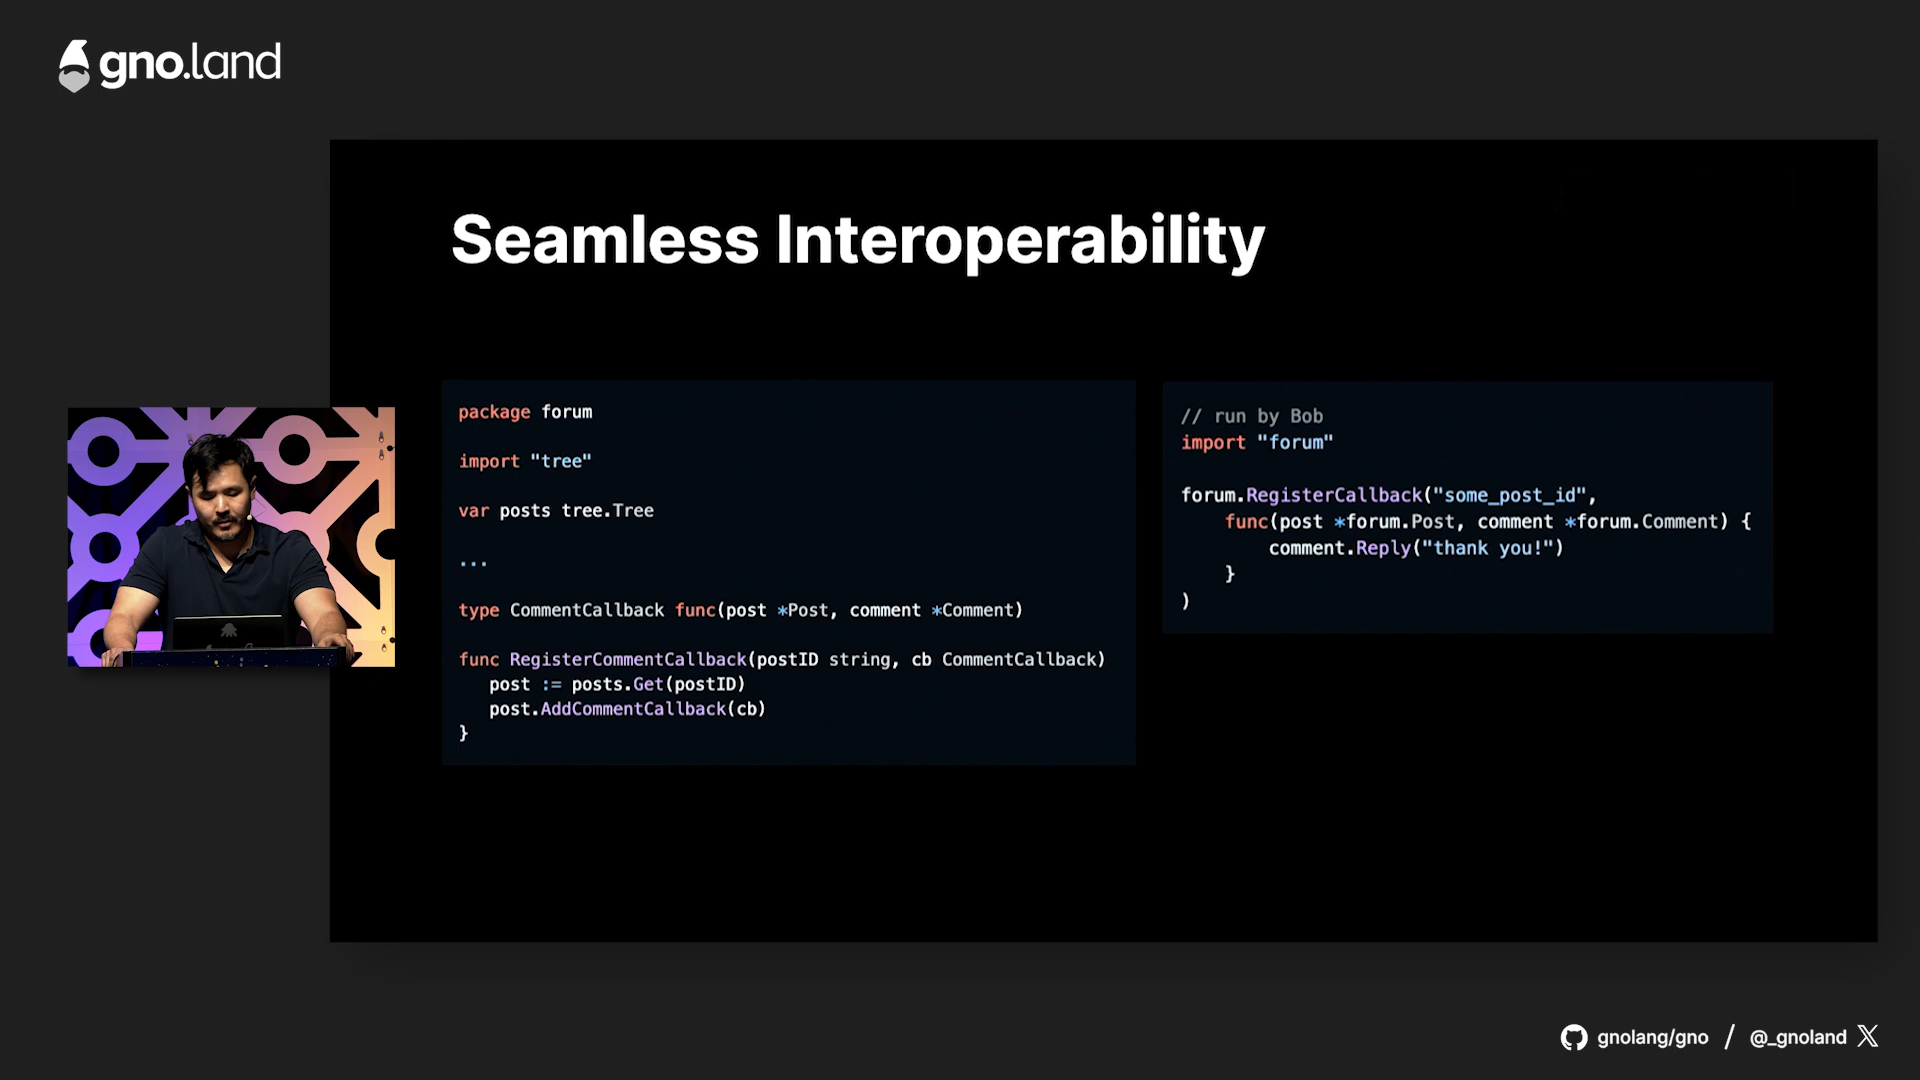 gno.land
Seamless Interoperability
package forum
import "tree"
var posts tree.Tree
...
type CommentCallback func(post *Post, comment *Comment)
func RegisterCommentCallback(postID string, cb CommentCallback)
post := posts.Get(postID)
post.AddCommentCallback(cb)
}
// run by Bob
import "forum"
forum.RegisterCallback("some_post_id",
func(post *forum.Post, comment *forum.Comment) {
comment.Reply("thank you!")
}
)
gnolang/gno / @_gnoland X